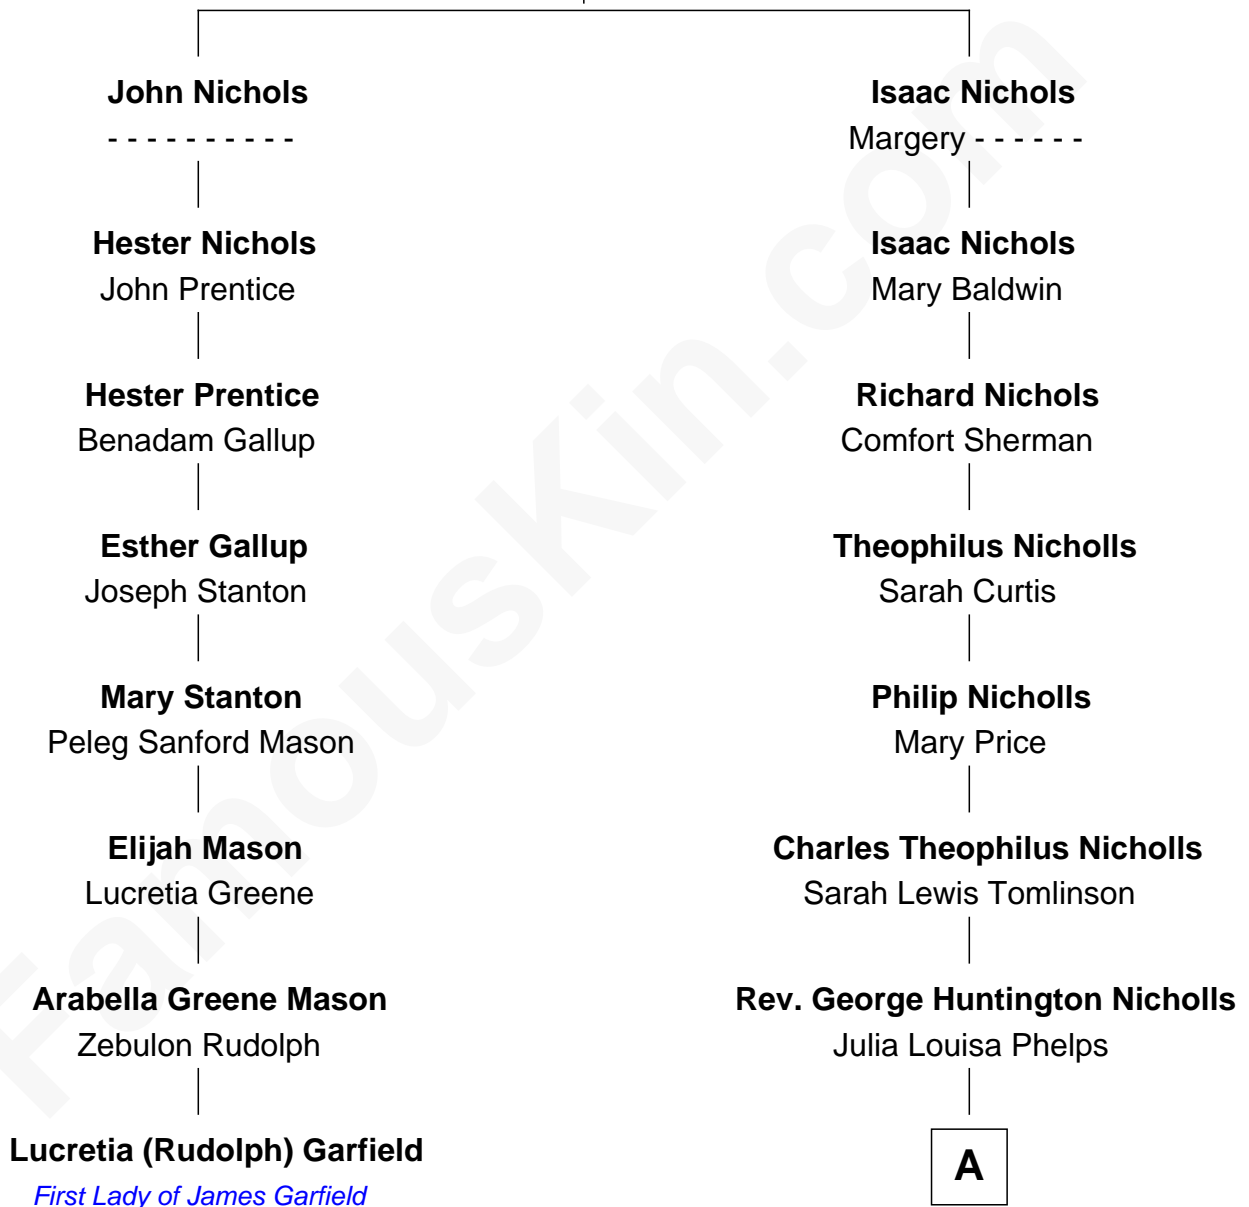 John Nichols
- - - - - - - - - -
Isaac Nichols
Margery - - - - - -
Hester Nichols
John Prentice
Isaac Nichols
Mary Baldwin
Hester Prentice
Benadam Gallup
Richard Nichols
Comfort Sherman
Esther Gallup
Joseph Stanton
Theophilus Nicholls
Sarah Curtis
Mary Stanton
Peleg Sanford Mason
Philip Nicholls
Mary Price
Elijah Mason
Lucretia Greene
Charles Theophilus Nicholls
Sarah Lewis Tomlinson
Arabella Greene Mason
Zebulon Rudolph
Rev. George Huntington Nicholls
Julia Louisa Phelps
Lucretia (Rudolph) Garfield
First Lady of James Garfield
A
FamousKin.com